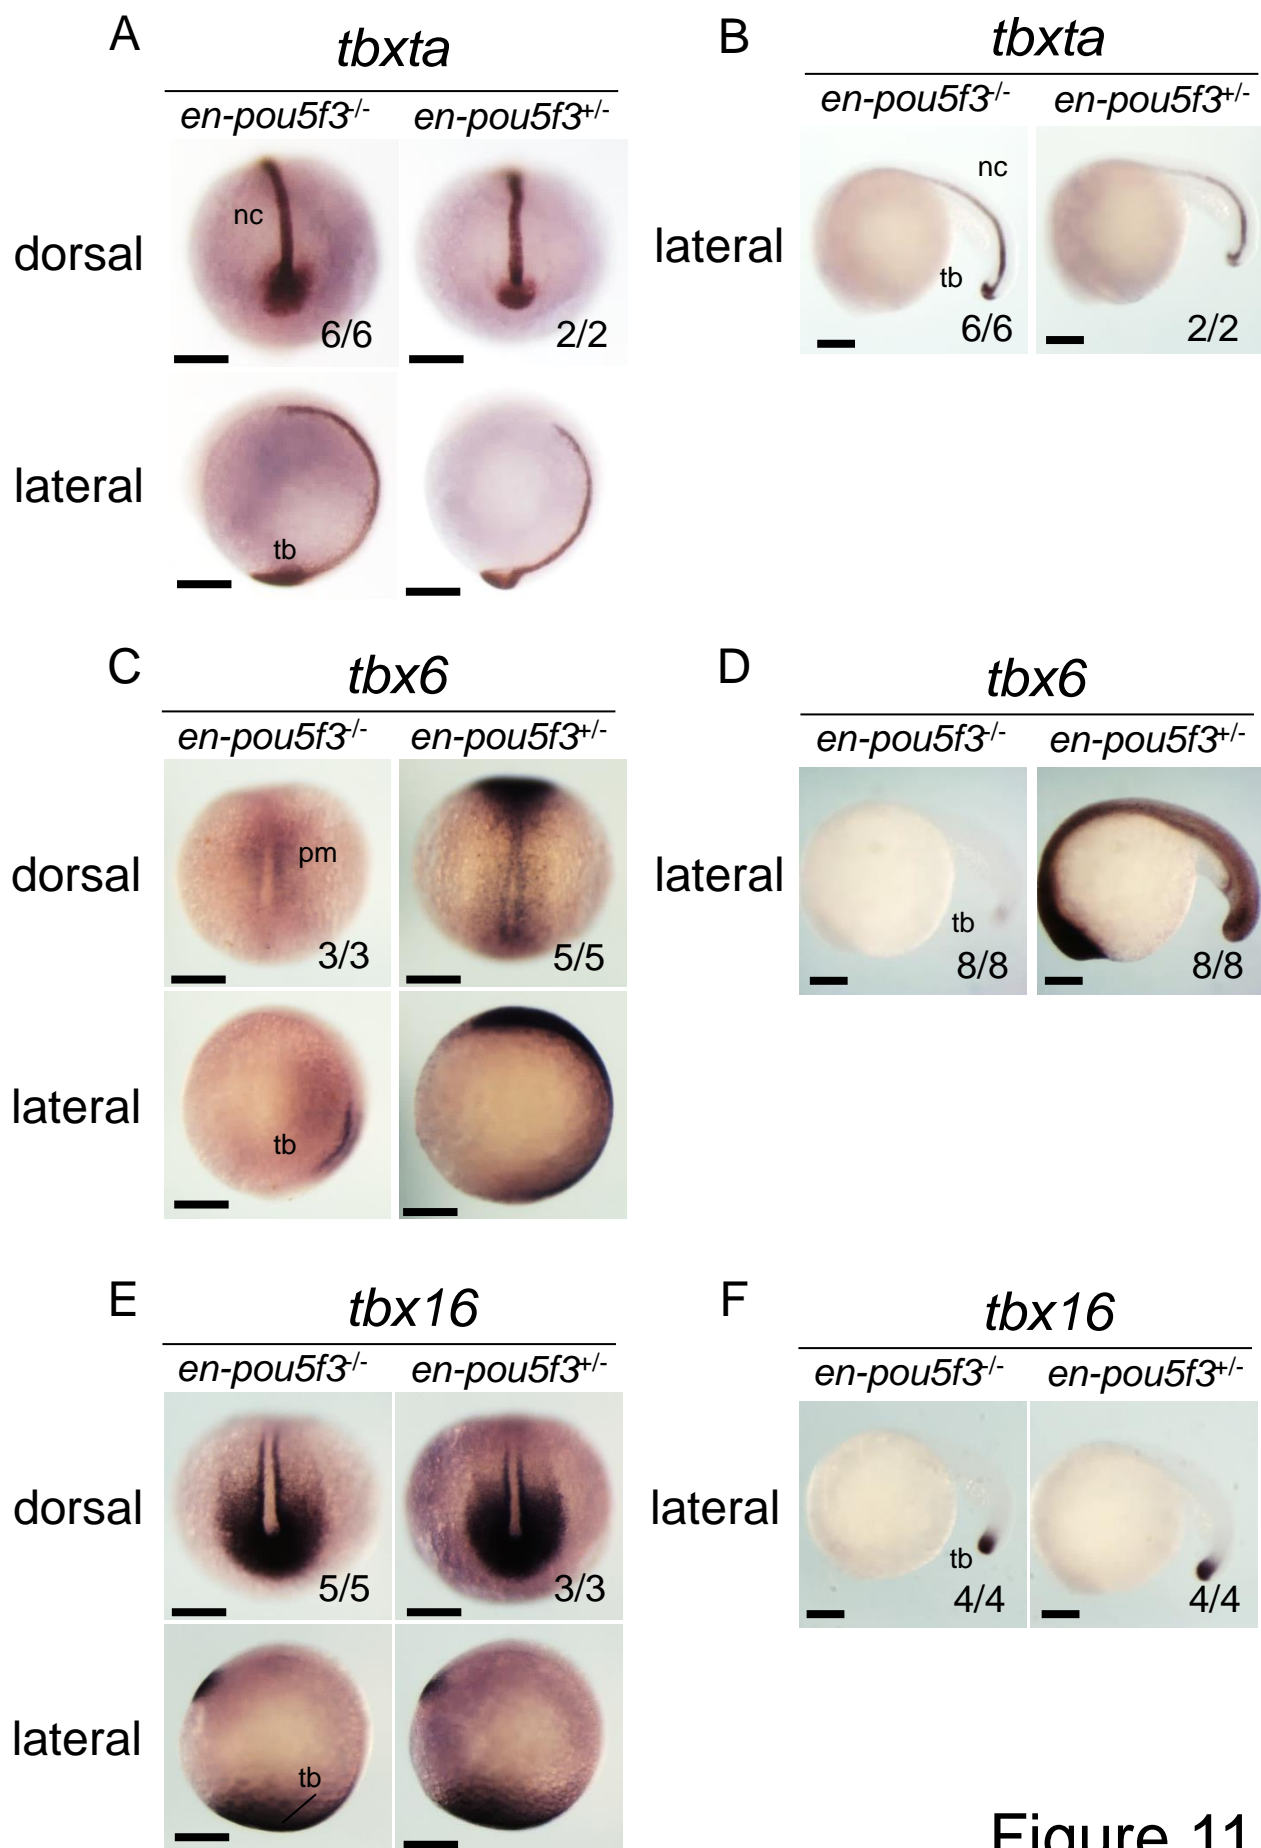 A
tbxta
en-pou5f3-/- en-pou5f3+/-
dorsal
nc
6/6
2/2
lateral
tb
B
tbxta
en-pou5f3-/- en-pou5f3+/-
lateral
nc
tb
6/6
2/2
C
tbx6
en-pou5f3-/- en-pou5f3+/-
dorsal
pm
3/3
5/5
lateral
tb
D
tbx6
en-pou5f3-/- en-pou5f3+/-
lateral
tb
8/8
8/8
E
tbx16
en-pou5f3-/- en-pou5f3+/-
dorsal
5/5
3/3
lateral
tb
F
tbx16
en-pou5f3-/- en-pou5f3+/-
lateral
tb
4/4
4/4
Figure 11